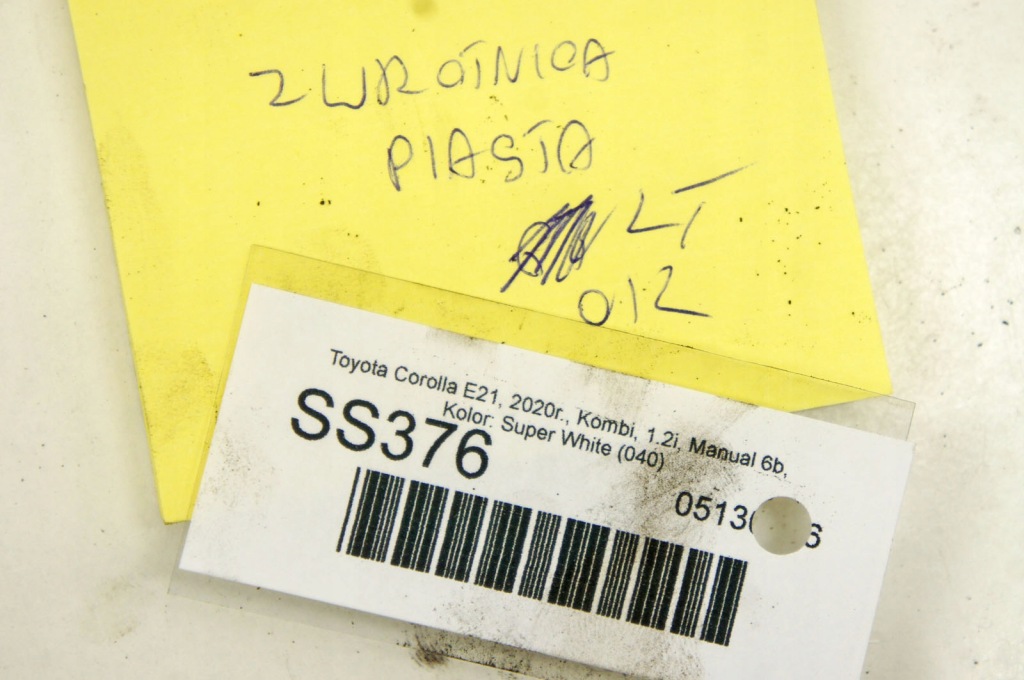 ZWROTNICA
PIASTA
LT
012
Toyota Corolla E21, 2020r., Kombi, 1.2i, Manual 6b,
Kolor: Super White (040)
SS376